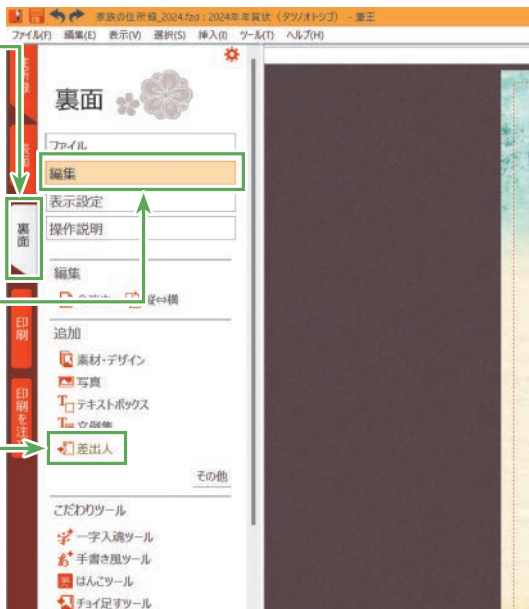 家族の住所録_2024.fzd : 2024年年賀状（タツノオトシゴ） - 筆王
ファイル(F) 編集(E) 表示(V) 選択(S) 挿入(I) ツール(T) ヘルプ(H)
裏面
ファイル
編集
表示設定
操作説明
裏面
編集
縦⇔横
印刷
追加
素材・デザイン
写真
テキストボックス
文例集
印刷を注
差出人
その他
こだわりツール
一字入魂ツール
手書き風ツール
はんこツール
チョイ足すツール